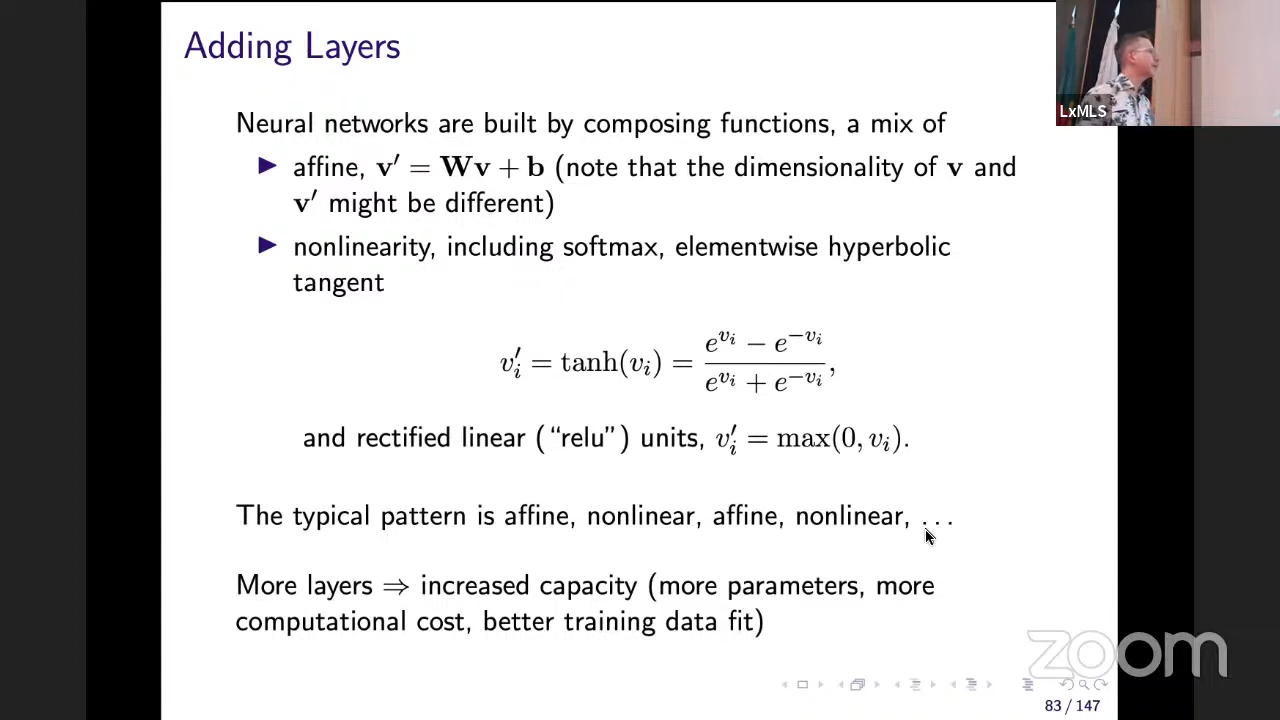 Adding Layers
LxMLS
Neural networks are built by composing functions, a mix of
▶ affine, v′ = Wv + b (note that the dimensionality of v and
v′ might be different)
▶ nonlinearity, including softmax, elementwise hyperbolic
tangent
v′ᵢ = tanh(vᵢ) = (e^{vᵢ} − e^{−vᵢ}) / (e^{vᵢ} + e^{−vᵢ}),
and rectified linear (“relu”) units, v′ᵢ = max(0, vᵢ).
The typical pattern is affine, nonlinear, affine, nonlinear, . . .
More layers ⇒ increased capacity (more parameters, more
computational cost, better training data fit)
zoom
83 / 147